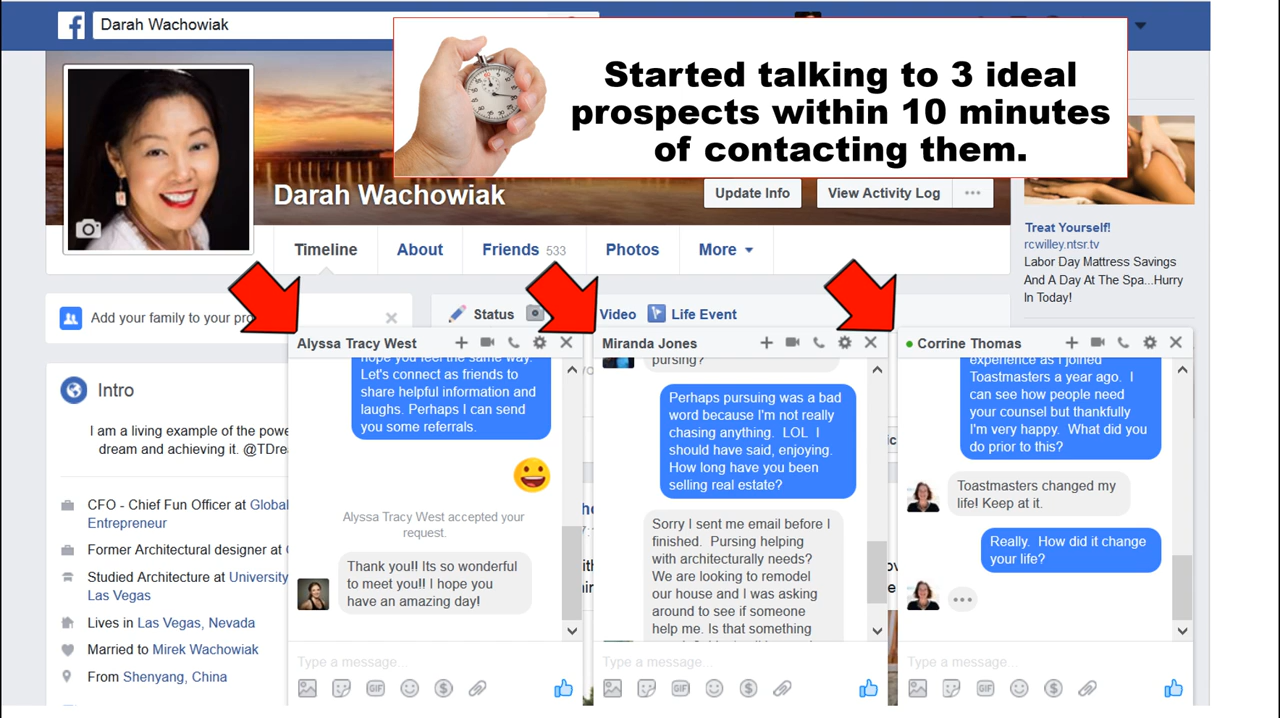 Darah Wachowiak
Started talking to 3 ideal
prospects within 10 minutes
of contacting them.
Darah Wachowiak
Update Info
View Activity Log
Timeline
About
Friends 533
Photos
More
Treat Yourself!
rcwilley.ntsr.tv
Labor Day Mattress Savings
And A Day At The Spa...Hurry
In Today!
Add your family to your
Status
Video
Life Event
Intro
I am a living example of the
dream and achieving it.
CFO - Chief Fun Officer at Global
Entrepreneur
Former Architectural designer at
Studied Architecture at University
Las Vegas
Lives in Las Vegas, Nevada
Married to Mirek Wachowiak
From Shenyang, China
Alyssa Tracy West
hope you feel the same way.
Let's connect as friends to
share helpful information and
laughs. Perhaps I can send
you some referrals.
Alyssa Tracy West accepted your
request.
Thank you!! Its so wonderful
to meet you!! I hope you
have an amazing day!
Type a message...
GIF
Miranda Jones
pursing?
Perhaps pursuing was a bad
word because I'm not really
chasing anything. LOL I
should have said, enjoying.
How long have you been
selling real estate?
Sorry I sent me email before I
finished. Pursing helping
with architecturally needs?
We are looking to remodel
our house and I was asking
around to see if someone
help me. Is that something
Type a message...
GIF
Corrine Thomas
experience as I joined
Toastmasters a year ago. I
can see how people need
your counsel but thankfully
I'm very happy. What did you
do prior to this?
Toastmasters changed my
life! Keep at it.
Really. How did it change
your life?
Type a message...
GIF